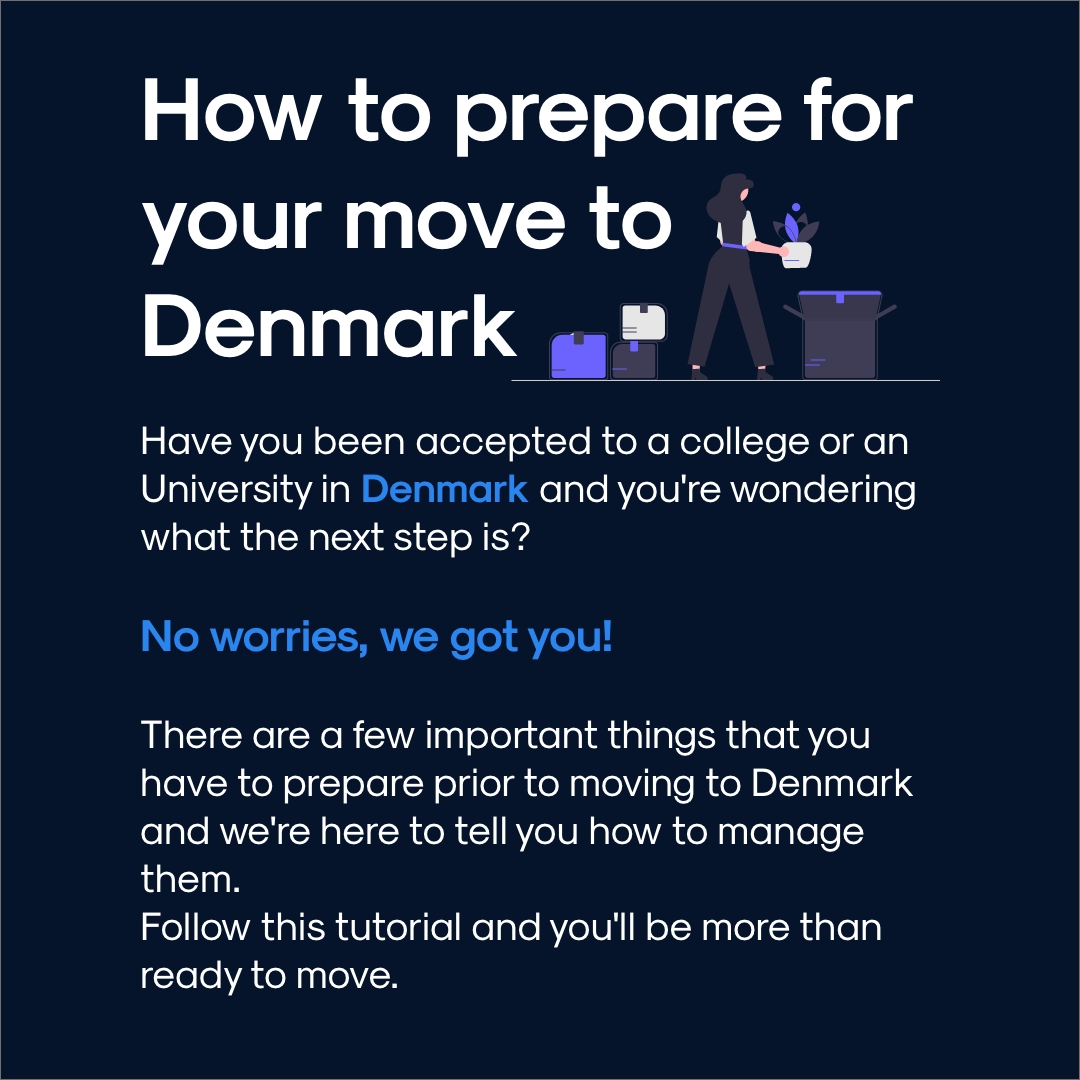 How to prepare for
your move to
Denmark
Have you been accepted to a college or an
University in Denmark and you're wondering
what the next step is?
No worries, we got you!
There are a few important things that you
have to prepare prior to moving to Denmark
and we're here to tell you how to manage
them.
Follow this tutorial and you'll be more than
ready to move.